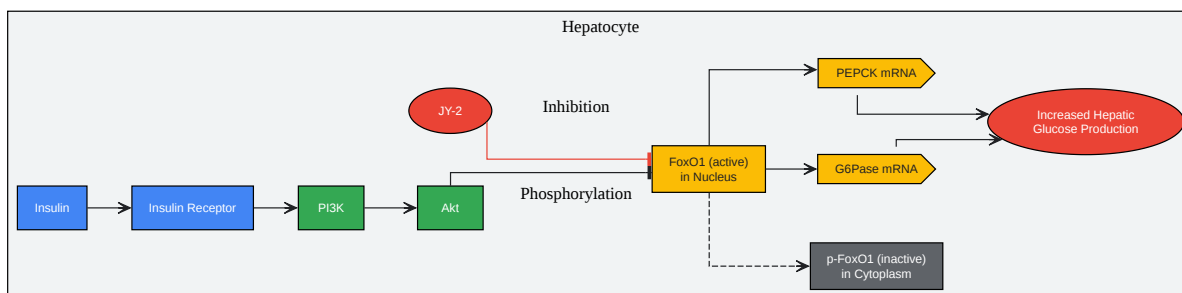 Hepatocyte
PEPCK mRNA
JY-2
Inhibition
Increased Hepatic
Glucose Production
FoxO1 (active)
in Nucleus
G6Pase mRNA
Phosphorylation
Insulin
Insulin Receptor
PI3K
Akt
p-FoxO1 (inactive)
in Cytoplasm